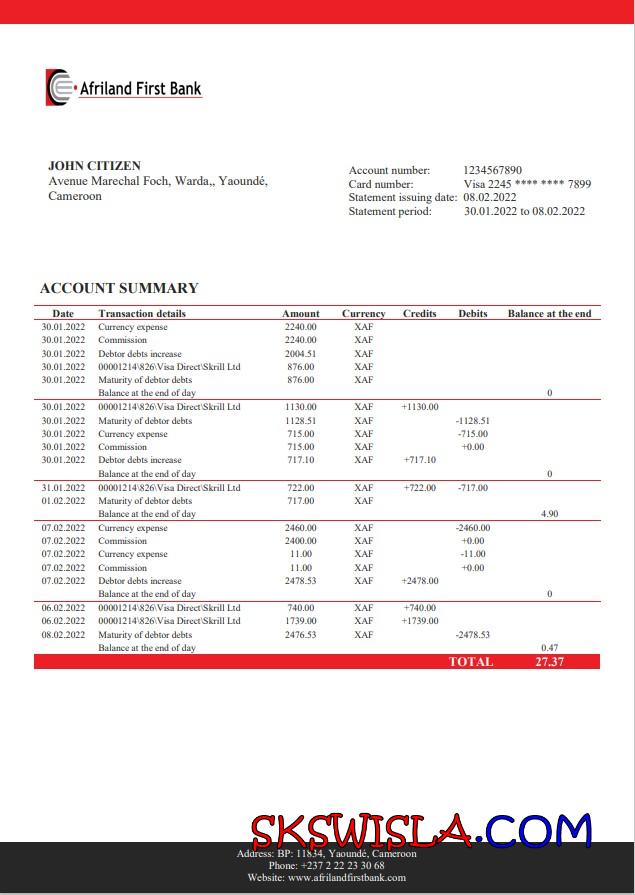 Afriland First Bank
JOHN CITIZEN
Avenue Marechal Foch, Warda,, Yaoundé,
Cameroon
Account number: 1234567890
Card number: Visa 2245 **** **** 7899
Statement issuing date: 08.02.2022
Statement period: 30.01.2022 to 08.02.2022
ACCOUNT SUMMARY
Date Transaction details Amount Currency Credits Debits Balance at the end
30.01.2022 Currency expense 2240.00 XAF
30.01.2022 Commission 2240.00 XAF
30.01.2022 Debtor debts increase 2004.51 XAF
30.01.2022 00001214\826\Visa Direct\Skrill Ltd 876.00 XAF
30.01.2022 Maturity of debtor debts 876.00 XAF
Balance at the end of day 0
30.01.2022 00001214\826\Visa Direct\Skrill Ltd 1130.00 XAF +1130.00
30.01.2022 Maturity of debtor debts 1128.51 XAF -1128.51
30.01.2022 Currency expense 715.00 XAF -715.00
30.01.2022 Commission 715.00 XAF +0.00
30.01.2022 Debtor debts increase 717.10 XAF +717.10
Balance at the end of day 0
31.01.2022 00001214\826\Visa Direct\Skrill Ltd 722.00 XAF +722.00 -717.00
01.02.2022 Maturity of debtor debts 717.00 XAF
Balance at the end of day 4.90
07.02.2022 Currency expense 2460.00 XAF -2460.00
07.02.2022 Commission 2400.00 XAF +0.00
07.02.2022 Currency expense 11.00 XAF -11.00
07.02.2022 Commission 11.00 XAF +0.00
07.02.2022 Debtor debts increase 2478.53 XAF +2478.00
Balance at the end of day 0
06.02.2022 00001214\826\Visa Direct\Skrill Ltd 740.00 XAF +740.00
06.02.2022 00001214\826\Visa Direct\Skrill Ltd 1739.00 XAF +1739.00
08.02.2022 Maturity of debtor debts 2476.53 XAF -2478.53
Balance at the end of day 0.47
TOTAL 27.37
SKSWISLA.COM
Address: BP: 11834, Yaoundé, Cameroon
Phone: +237 2 22 23 30 68
Website: www.afrilandfirstbank.com